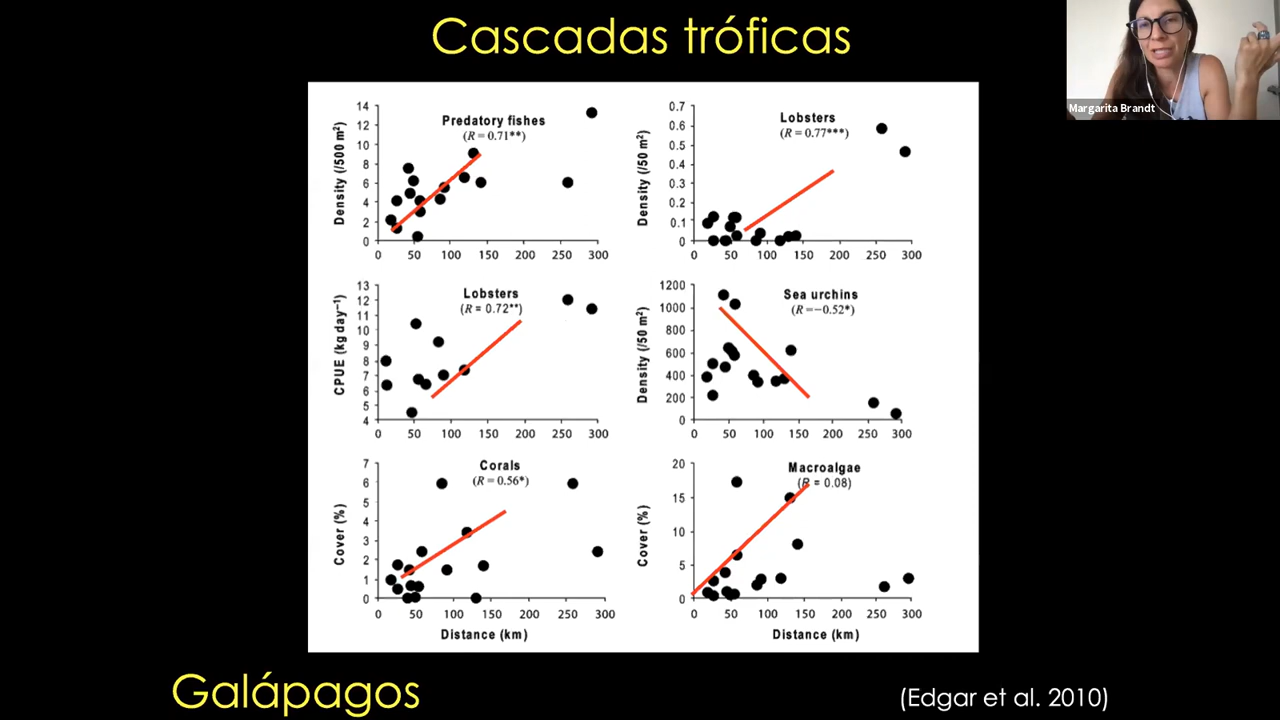 Cascadas tróficas
Margarita Brandt
Predatory fishes
(R = 0.71**)
Density (/500 m²)
14
12
10
8
6
4
2
0
0 50 100 150 200 250 300
Lobsters
(R = 0.77***)
Density (/50 m²)
0.7
0.6
0.5
0.4
0.3
0.2
0.1
0
0 50 100 150 200 250 300
Lobsters
(R = 0.72**)
CPUE (kg day⁻¹)
13
12
11
10
9
8
7
6
5
4
0 50 100 150 200 250 300
Sea urchins
(R =−0.52*)
Density (/50 m²)
1200
1000
800
600
400
200
0
0 50 100 150 200 250 300
Corals
(R = 0.56*)
Cover (%)
7
6
5
4
3
2
1
0
0 50 100 150 200 250 300
Distance (km)
Macroalgae
(R = 0.08)
Cover (%)
20
15
10
5
0
0 50 100 150 200 250 300
Distance (km)
Galápagos
(Edgar et al. 2010)